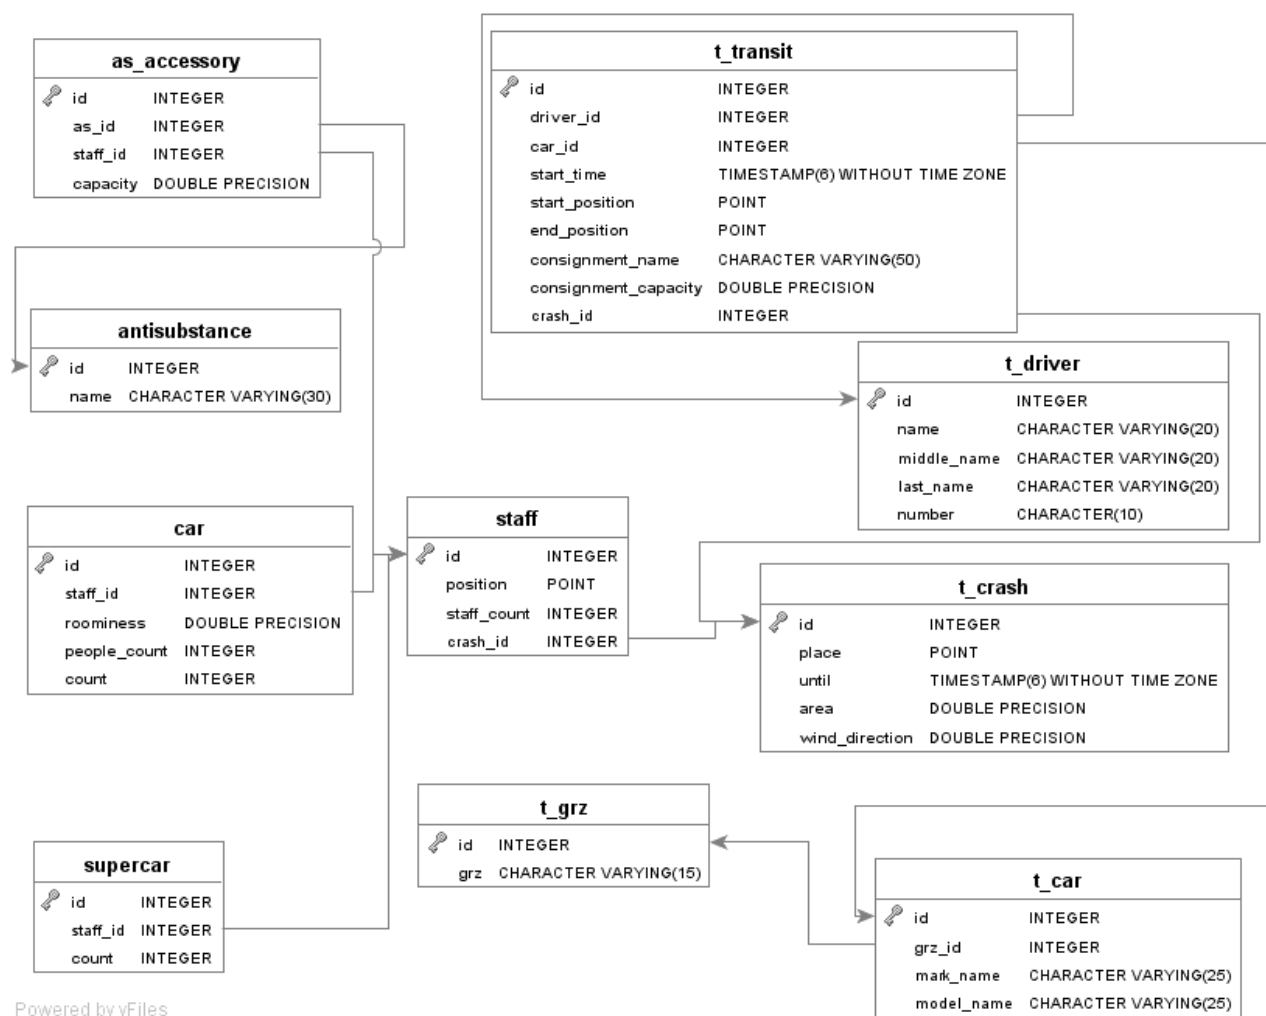 as_accessory
id INTEGER
as_id INTEGER
staff_id INTEGER
capacity DOUBLE PRECISION
t_transit
id INTEGER
driver_id INTEGER
car_id INTEGER
start_time TIMESTAMP(6) WITHOUT TIME ZONE
start_position POINT
end_position POINT
consignment_name CHARACTER VARYING(50)
consignment_capacity DOUBLE PRECISION
crash_id INTEGER
antisubstance
id INTEGER
name CHARACTER VARYING(30)
t_driver
id INTEGER
name CHARACTER VARYING(20)
middle_name CHARACTER VARYING(20)
last_name CHARACTER VARYING(20)
number CHARACTER(10)
car
id INTEGER
staff_id INTEGER
roominess DOUBLE PRECISION
people_count INTEGER
count INTEGER
staff
id INTEGER
position POINT
staff_count INTEGER
crash_id INTEGER
t_crash
id INTEGER
place POINT
until TIMESTAMP(6) WITHOUT TIME ZONE
area DOUBLE PRECISION
wind_direction DOUBLE PRECISION
t_grz
id INTEGER
grz CHARACTER VARYING(15)
supercar
id INTEGER
staff_id INTEGER
count INTEGER
t_car
id INTEGER
grz_id INTEGER
mark_name CHARACTER VARYING(25)
model_name CHARACTER VARYING(25)
Powered by yFiles